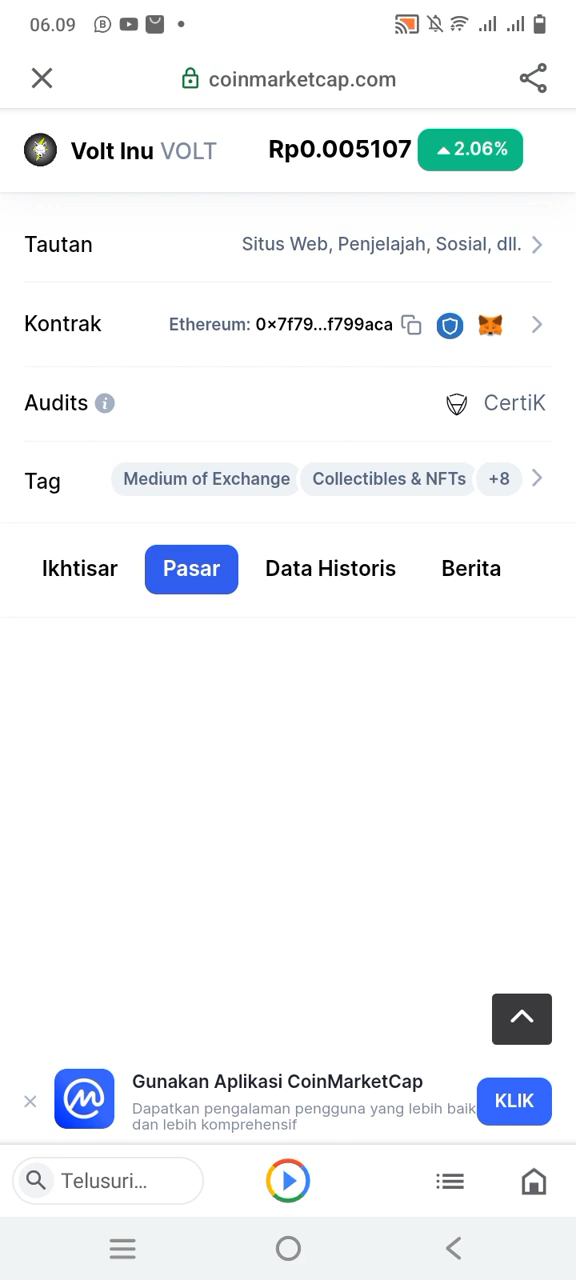 06.09
coinmarketcap.com
Volt Inu VOLT Rp0.005107 2.06%
Tautan Situs Web, Penjelajah, Sosial, dll.
Kontrak Ethereum: 0x7f79...f799aca
Audits i CertiK
Tag Medium of Exchange Collectibles & NFTs +8
Ikhtisar Pasar Data Historis Berita
Gunakan Aplikasi CoinMarketCap
Dapatkan pengalaman pengguna yang lebih baik
dan lebih komprehensif
KLIK
Telusuri...